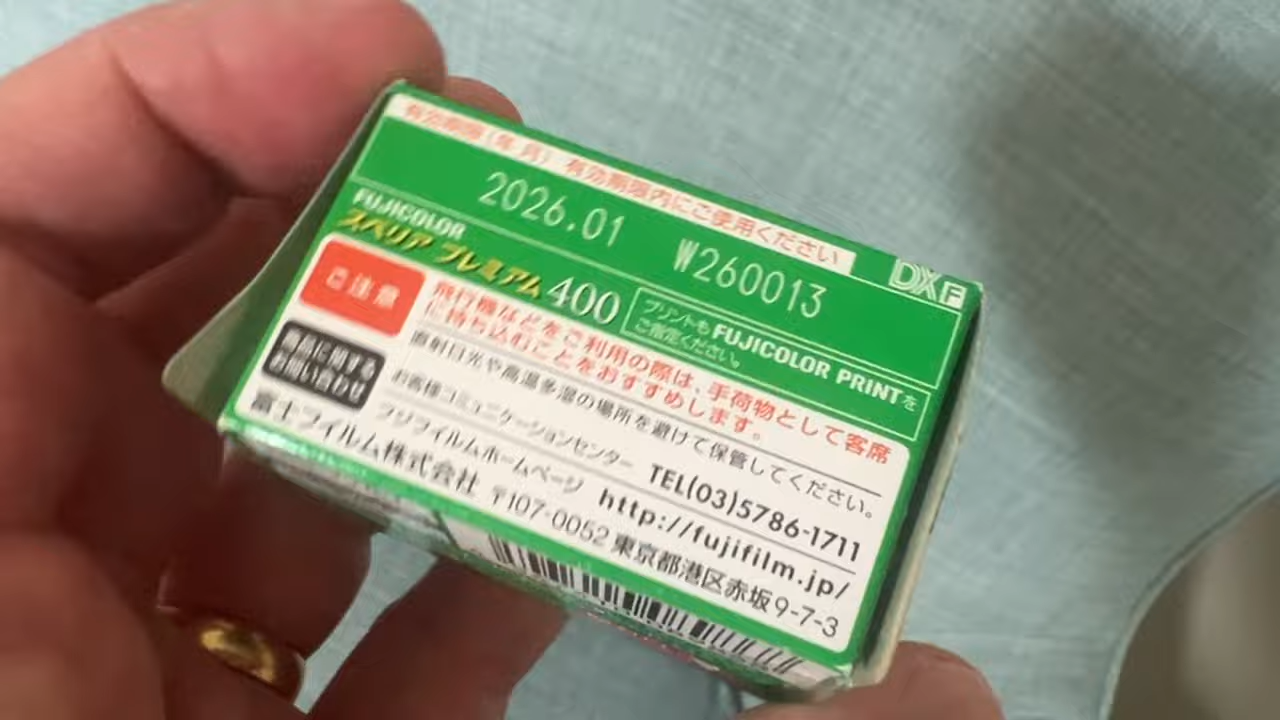 有効期限(年月) 有効期限内にご使用ください
2026.01 W260013
DX F
FUJICOLOR
スペリア プレミアム 400
プリントも FUJICOLOR PRINT を
ご指定ください。
ご注意
飛行機などをご利用の際は、手荷物として客席
に持ち込むことをおすすめします。
直射日光や高温多湿の場所を避けて保管してください。
商品に関する
お問い合わせ
お客様コミュニケーションセンター TEL(03)5786-1711
フジフイルムホームページ http://fujifilm.jp/
富士フイルム株式会社 〒107-0052 東京都港区赤坂9-7-3